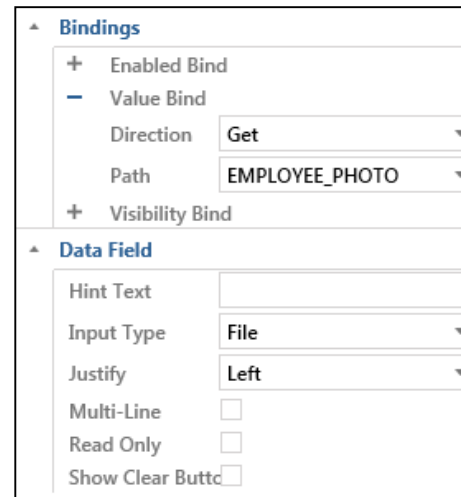 Bindings
Enabled Bind
Value Bind
Direction Get
Path EMPLOYEE_PHOTO
Visibility Bind
Data Field
Hint Text
Input Type File
Justify Left
Multi-Line
Read Only
Show Clear Buttc